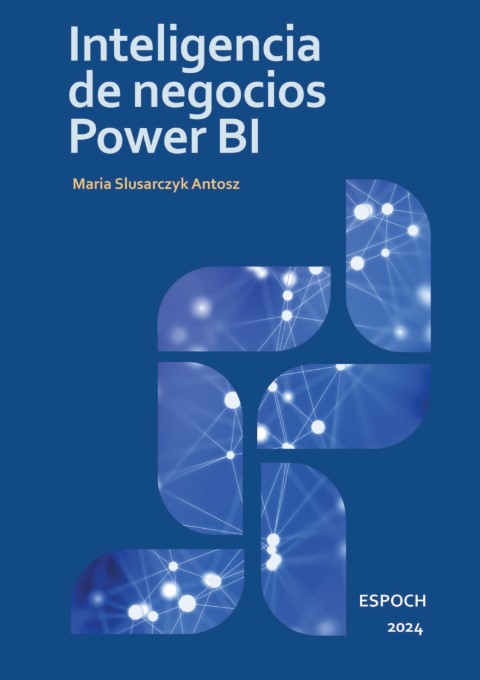 Inteligencia
de negocios
Power BI
Maria Slusarczyk Antosz
ESPOCH
2024